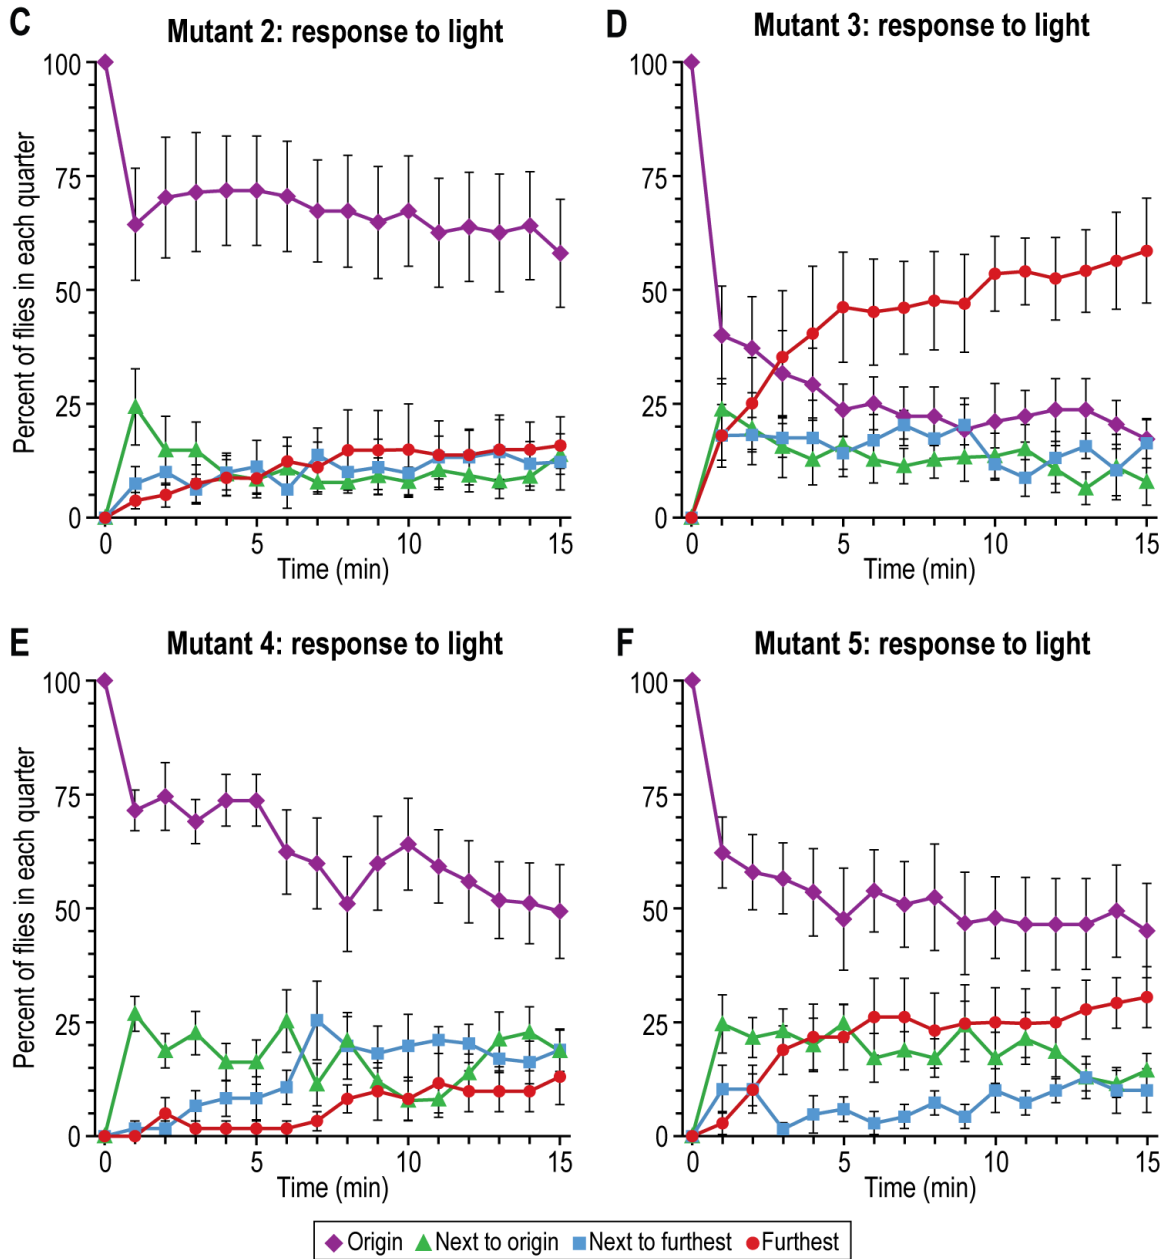 C
Mutant 2: response to light
Percent of flies in each quarter
100
75
50
25
0
0 5 10 15
Time (min)
D
Mutant 3: response to light
100
75
50
25
0
0 5 10 15
Time (min)
E
Mutant 4: response to light
Percent of flies in each quarter
100
75
50
25
0
0 5 10 15
Time (min)
F
Mutant 5: response to light
100
75
50
25
0
0 5 10 15
Time (min)
Origin Next to origin Next to furthest Furthest